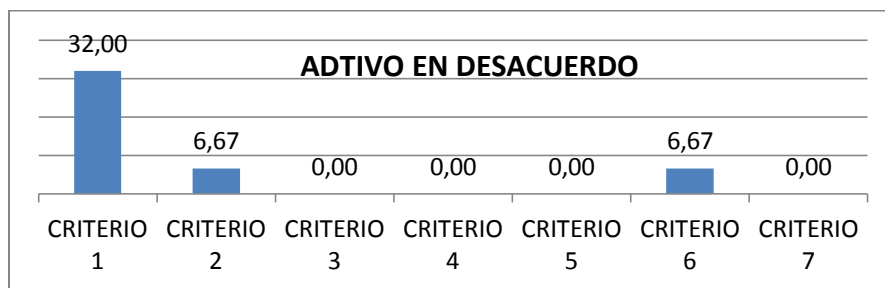 ADTIVO EN DESACUERDO
32,00
6,67
0,00
0,00
0,00
6,67
0,00
CRITERIO 1
CRITERIO 2
CRITERIO 3
CRITERIO 4
CRITERIO 5
CRITERIO 6
CRITERIO 7